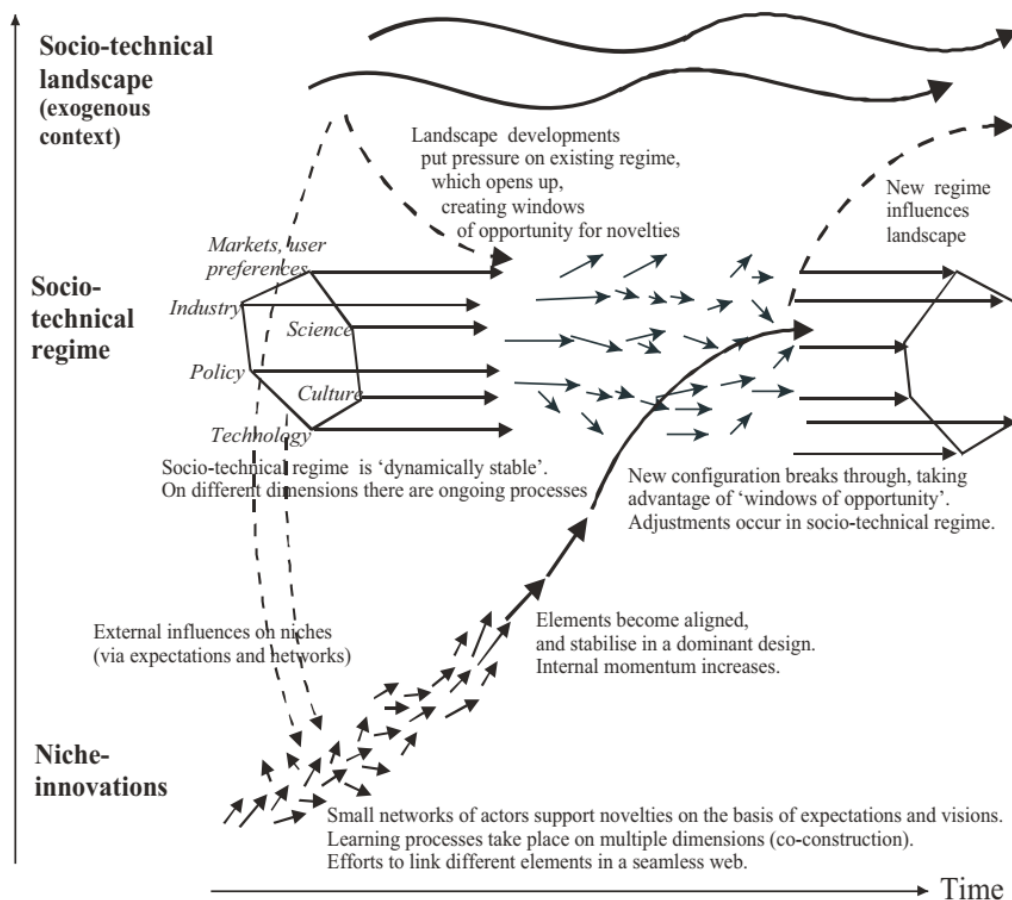 Socio-technical
landscape
(exogenous
context)
Landscape developments
put pressure on existing regime,
which opens up,
creating windows
of opportunity for novelties
New regime
influences
landscape
Markets, user
preferences
Socio-
technical
regime
Industry
Science
Policy
Culture
Technology
Socio-technical regime is ‘dynamically stable’.
On different dimensions there are ongoing processes
New configuration breaks through, taking
advantage of ‘windows of opportunity’.
Adjustments occur in socio-technical regime.
External influences on niches
(via expectations and networks)
Elements become aligned,
and stabilise in a dominant design.
Internal momentum increases.
Niche-
innovations
Small networks of actors support novelties on the basis of expectations and visions.
Learning processes take place on multiple dimensions (co-construction).
Efforts to link different elements in a seamless web.
Time